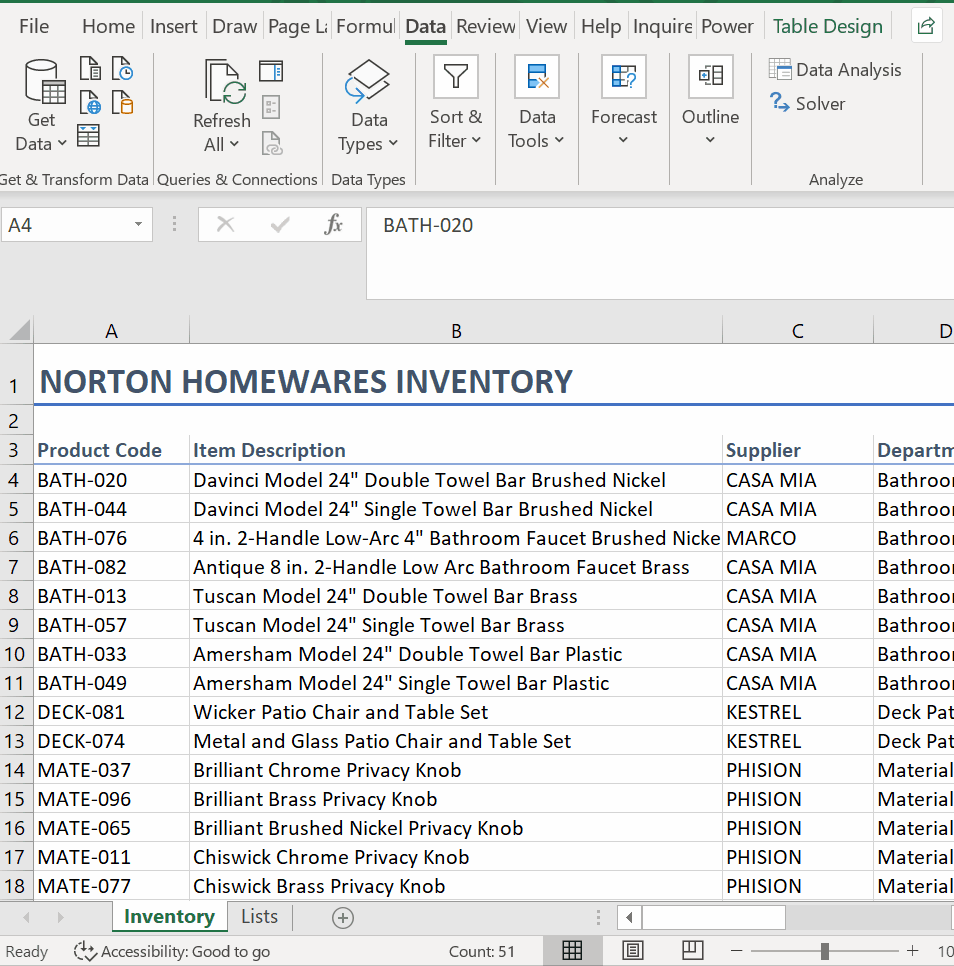 File Home Insert Draw Page La Formul Data Review View Help Inquire Power Table Design
Get Data
Refresh All
Data Types
Sort & Filter
Data Tools
Forecast
Outline
Data Analysis
Solver
Get & Transform Data Queries & Connections Data Types Analyze
A4 fx BATH-020
A B C D
1 NORTON HOMEWARES INVENTORY
2
3 Product Code Item Description Supplier Departm
4 BATH-020 Davinci Model 24" Double Towel Bar Brushed Nickel CASA MIA Bathroo
5 BATH-044 Davinci Model 24" Single Towel Bar Brushed Nickel CASA MIA Bathroo
6 BATH-076 4 in. 2-Handle Low-Arc 4" Bathroom Faucet Brushed Nicke MARCO Bathroo
7 BATH-082 Antique 8 in. 2-Handle Low Arc Bathroom Faucet Brass CASA MIA Bathroo
8 BATH-013 Tuscan Model 24" Double Towel Bar Brass CASA MIA Bathroo
9 BATH-057 Tuscan Model 24" Single Towel Bar Brass CASA MIA Bathroo
10 BATH-033 Amersham Model 24" Double Towel Bar Plastic CASA MIA Bathroo
11 BATH-049 Amersham Model 24" Single Towel Bar Plastic CASA MIA Bathroo
12 DECK-081 Wicker Patio Chair and Table Set KESTREL Deck Pat
13 DECK-074 Metal and Glass Patio Chair and Table Set KESTREL Deck Pat
14 MATE-037 Brilliant Chrome Privacy Knob PHISION Material
15 MATE-096 Brilliant Brass Privacy Knob PHISION Material
16 MATE-065 Brilliant Brushed Nickel Privacy Knob PHISION Material
17 MATE-011 Chiswick Chrome Privacy Knob PHISION Material
18 MATE-077 Chiswick Brass Privacy Knob PHISION Material
Inventory Lists
Ready Accessibility: Good to go Count: 51 10